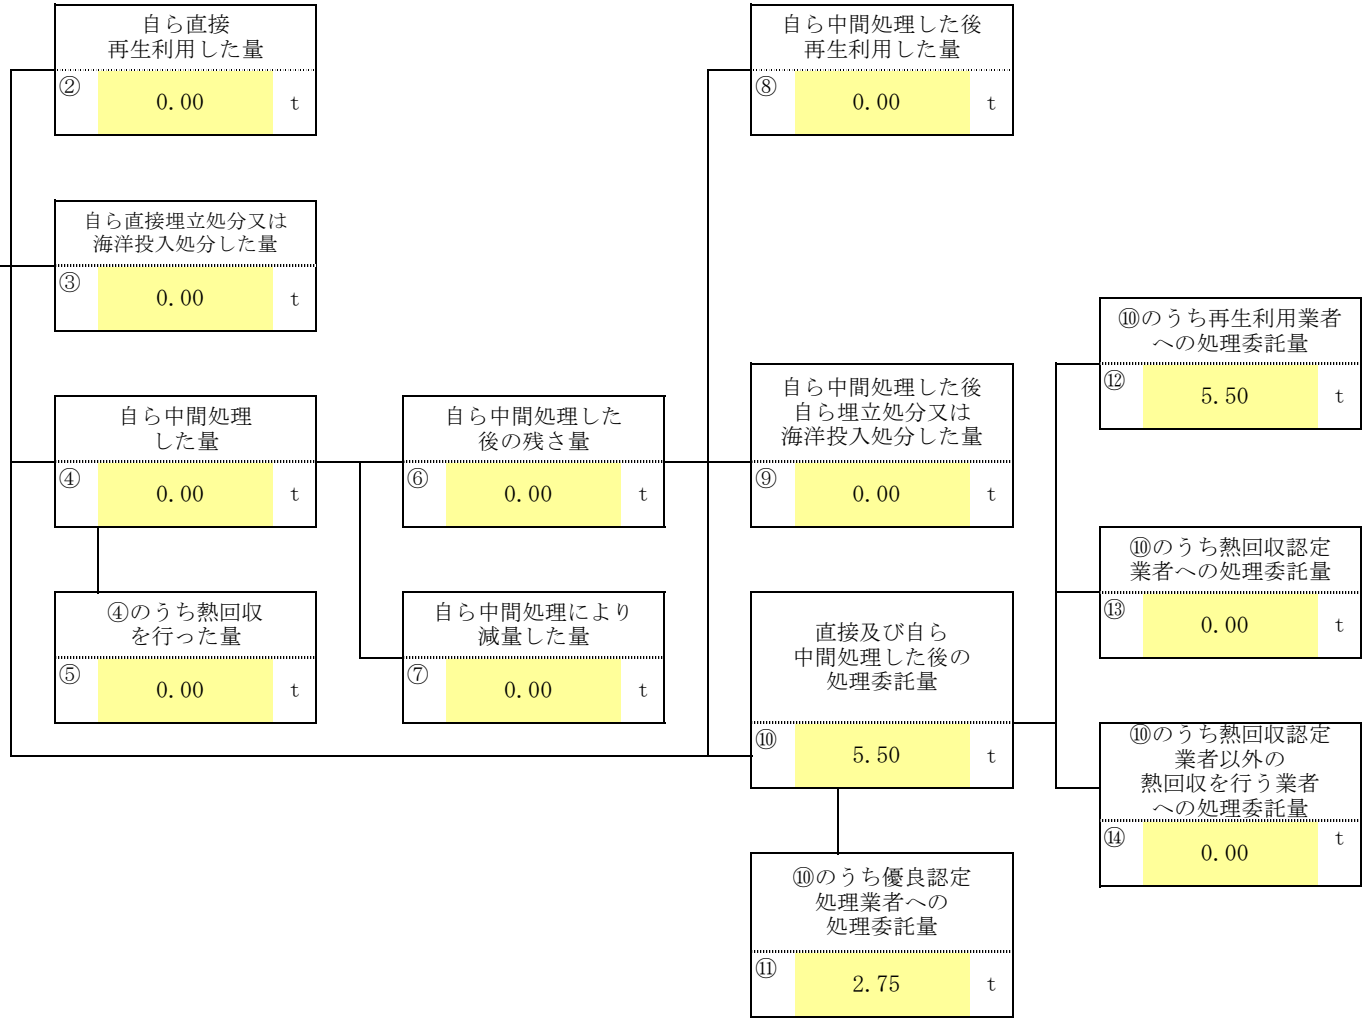 自ら直接
再生利用した量
②
0.00
t
自ら直接埋立処分又は
海洋投入処分した量
③
0.00
t
自ら中間処理
した量
④
0.00
t
④のうち熱回収
を行った量
⑤
0.00
t
自ら中間処理した
後の残さ量
⑥
0.00
t
自ら中間処理により
減量した量
⑦
0.00
t
自ら中間処理した後
再生利用した量
⑧
0.00
t
自ら中間処理した後
自ら埋立処分又は
海洋投入処分した量
⑨
0.00
t
直接及び自ら
中間処理した後の
処理委託量
⑩
5.50
t
⑩のうち優良認定
処理業者への
処理委託量
⑪
2.75
t
⑩のうち再生利用業者
への処理委託量
⑫
5.50
t
⑩のうち熱回収認定
業者への処理委託量
⑬
0.00
t
⑩のうち熱回収認定
業者以外の
熱回収を行う業者
への処理委託量
⑭
0.00
t